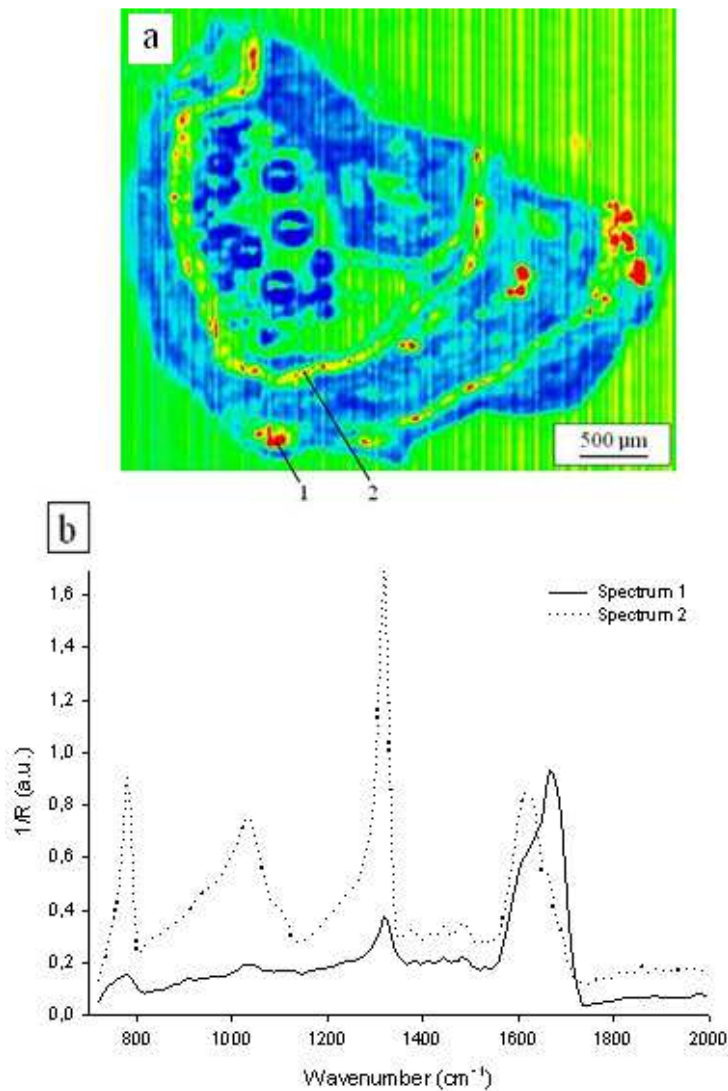 a
500 µm
1 2
b
1,6
1,4
1,2
1,0
0,8
0,6
0,4
0,2
0,0
1/R (a.u.)
Spectrum 1
Spectrum 2
800 1000 1200 1400 1600 1800 2000
Wavenumber (cm⁻¹)